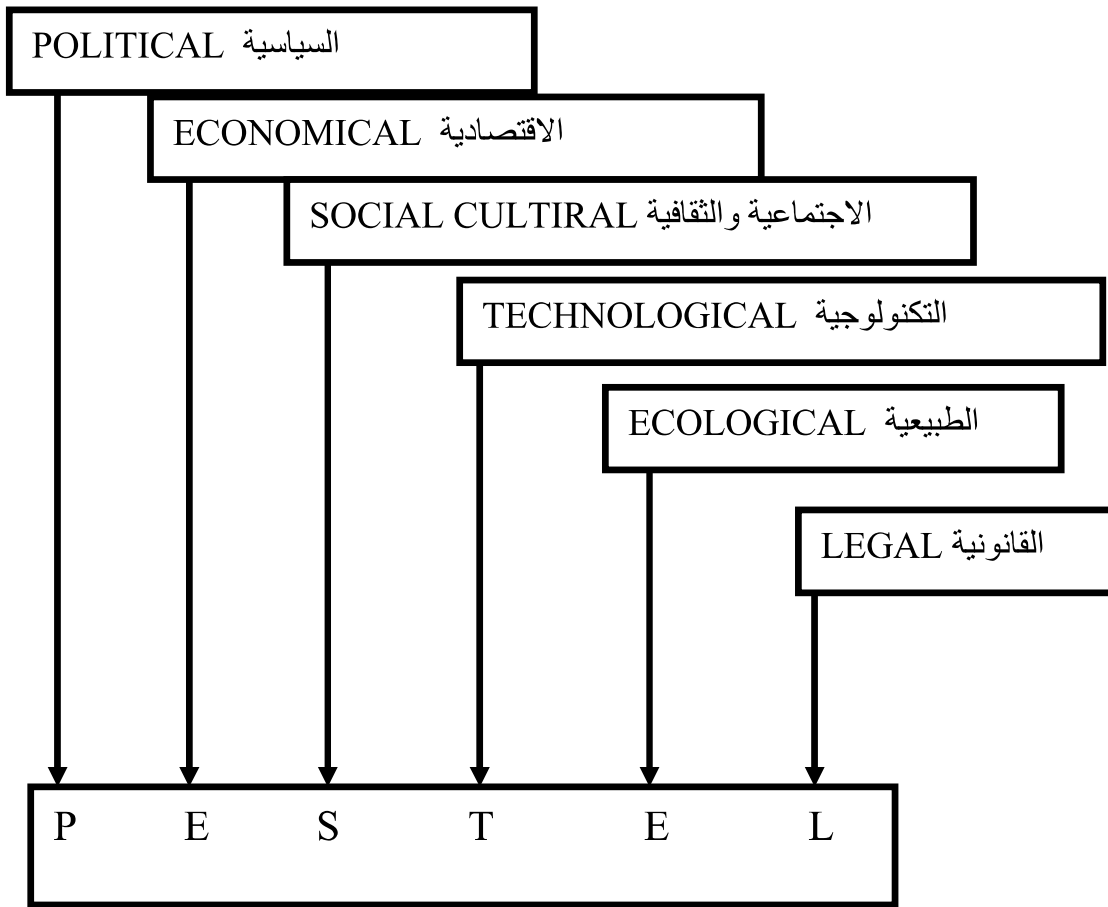 POLITICAL السياسية
ECONOMICAL الاقتصادية
SOCIAL CULTIRAL الاجتماعية والثقافية
TECHNOLOGICAL التكنولوجية
ECOLOGICAL الطبيعية
LEGAL القانونية
P E S T E L